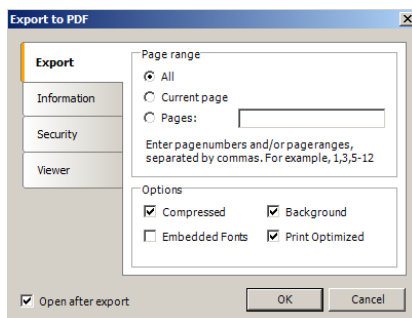 Export to PDF
Export
Information
Security
Viewer
Page range
All
Current page
Pages:
Enter pagenumbers and/or pageranges,
separated by commas. For example, 1,3,5-12
Options
Compressed
Background
Embedded Fonts
Print Optimized
Open after export
OK
Cancel